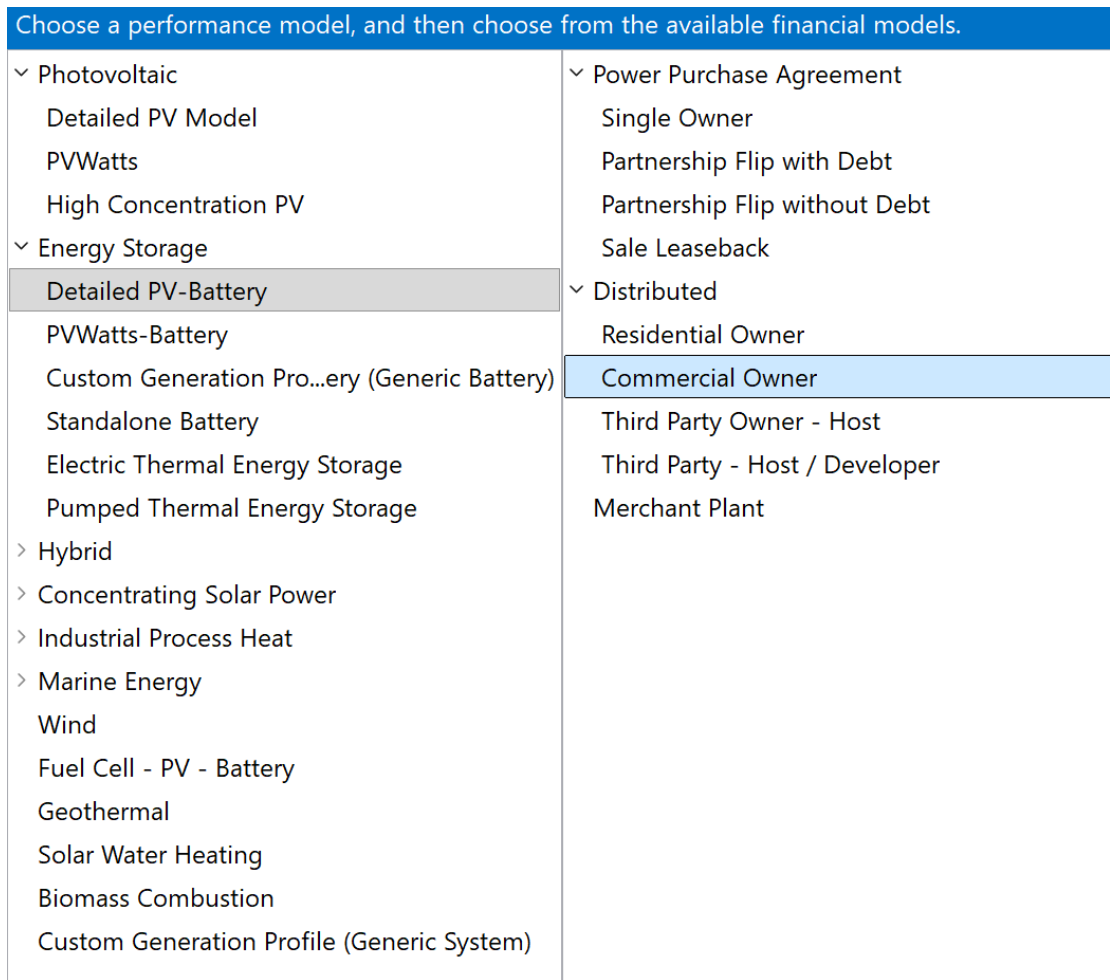 Choose a performance model, and then choose from the available financial models.
Photovoltaic
Detailed PV Model
PVWatts
High Concentration PV
Energy Storage
Detailed PV-Battery
PVWatts-Battery
Custom Generation Pro...ery (Generic Battery)
Standalone Battery
Electric Thermal Energy Storage
Pumped Thermal Energy Storage
Hybrid
Concentrating Solar Power
Industrial Process Heat
Marine Energy
Wind
Fuel Cell - PV - Battery
Geothermal
Solar Water Heating
Biomass Combustion
Custom Generation Profile (Generic System)
Power Purchase Agreement
Single Owner
Partnership Flip with Debt
Partnership Flip without Debt
Sale Leaseback
Distributed
Residential Owner
Commercial Owner
Third Party Owner - Host
Third Party - Host / Developer
Merchant Plant